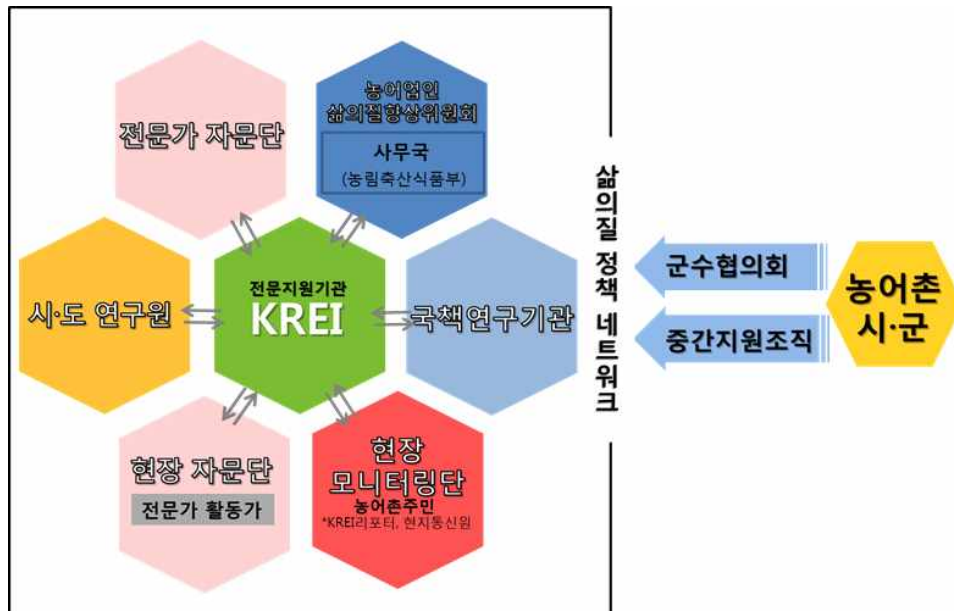 전문가 자문단
농어업인
삶의질향상위원회
사무국
(농림축산식품부)
시·도 연구원
전문지원기관
KREI
국책연구기관
현장 자문단
전문가 활동가
현장
모니터링단
농어촌주민
*KREI리포터, 현지통신원
삶의질 정책 네트워크
군수협의회
중간지원조직
농어촌
시·군